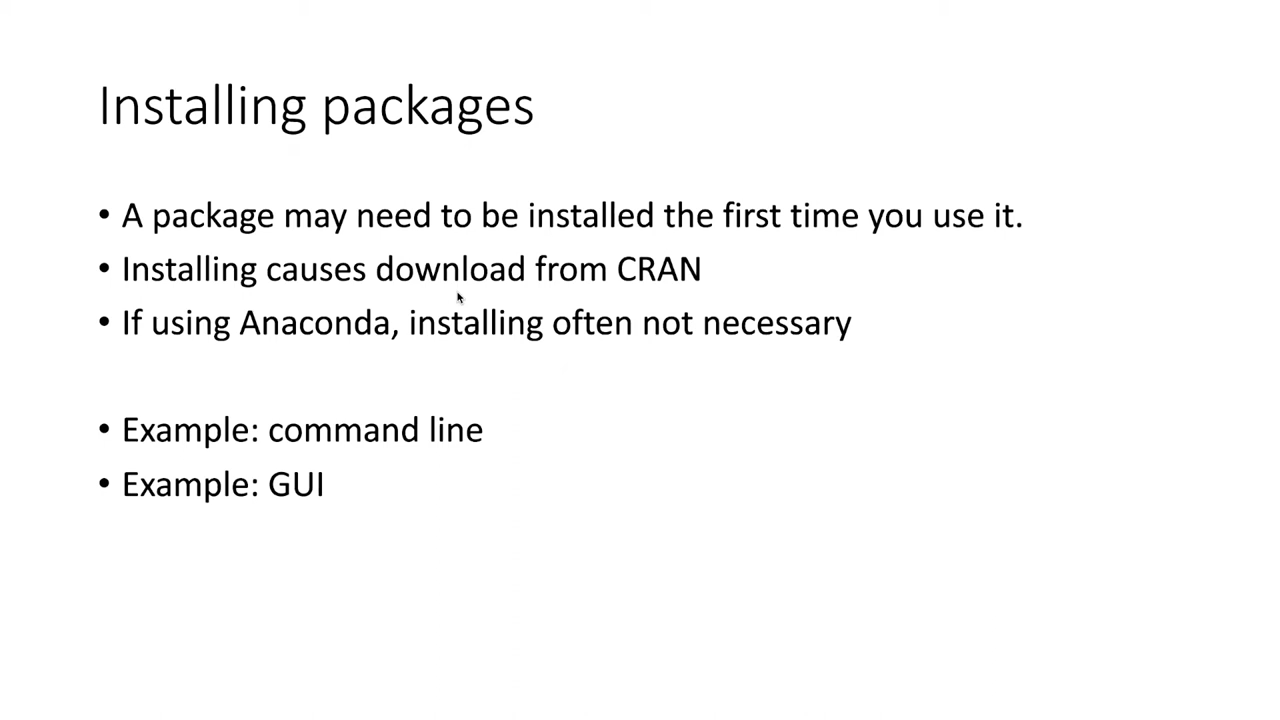 Installing packages
• A package may need to be installed the first time you use it.
• Installing causes download from CRAN
• If using Anaconda, installing often not necessary
• Example: command line
• Example: GUI